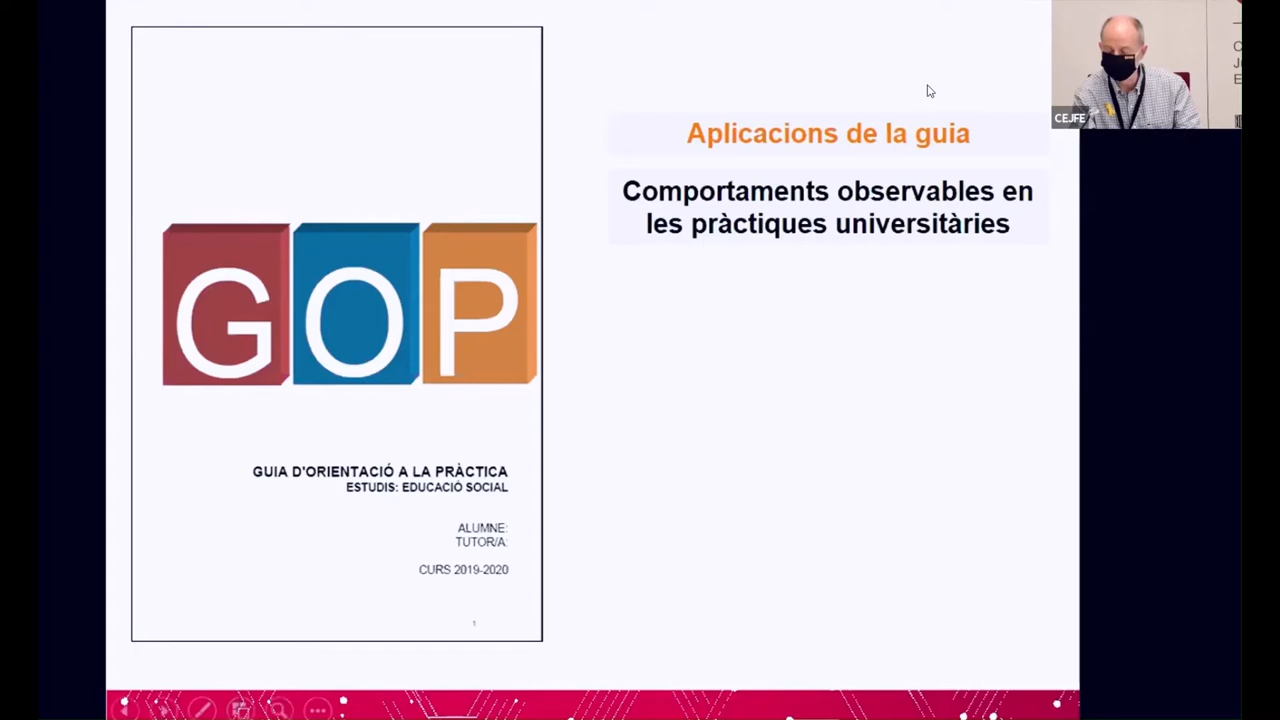 GOP
GUIA D'ORIENTACIÓ A LA PRÀCTICA
ESTUDIS: EDUCACIÓ SOCIAL
ALUMNE:
TUTOR/A:
CURS 2019-2020
1
Aplicacions de la guia
Comportaments observables en
les pràctiques universitàries
CEJFE
C
J
E